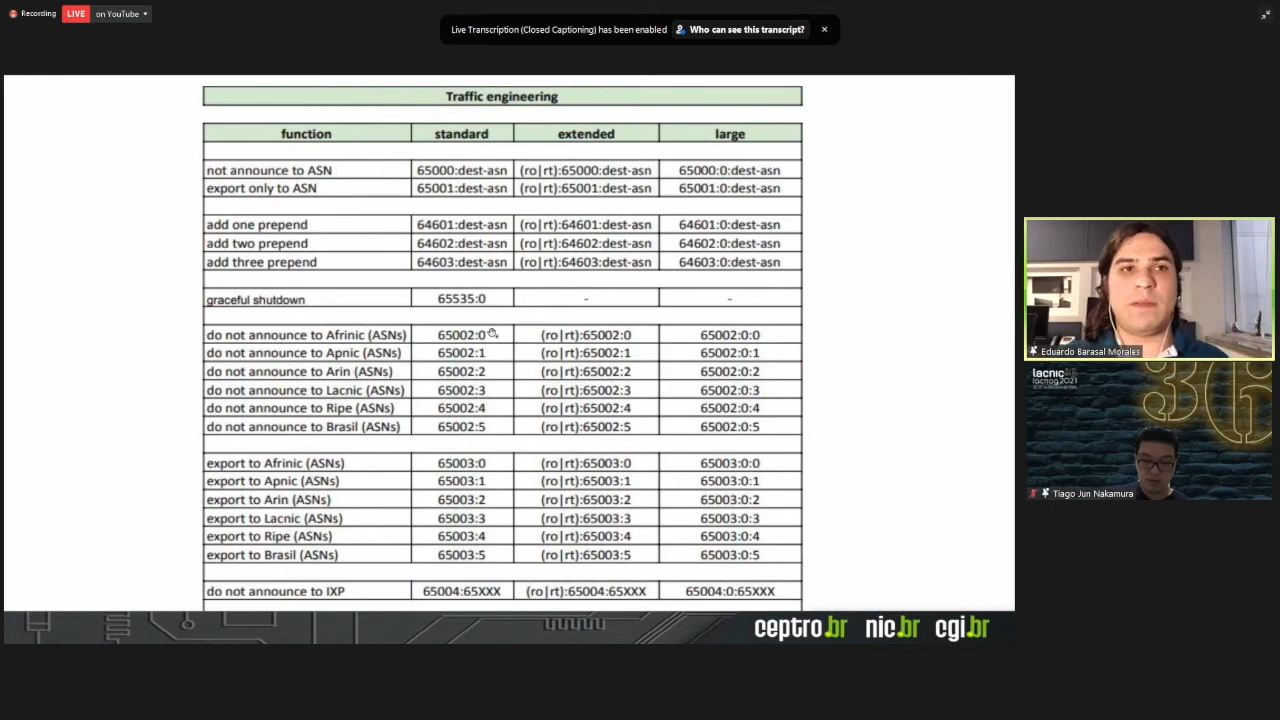 Recording
LIVE on YouTube
Live Transcription (Closed Captioning) has been enabled Who can see this transcript?
Traffic engineering
function standard extended large
not announce to ASN 65000:dest-asn (ro|rt):65000:dest-asn 65000:0:dest-asn
export only to ASN 65001:dest-asn (ro|rt):65001:dest-asn 65001:0:dest-asn
add one prepend 64601:dest-asn (ro|rt):64601:dest-asn 64601:0:dest-asn
add two prepend 64602:dest-asn (ro|rt):64602:dest-asn 64602:0:dest-asn
add three prepend 64603:dest-asn (ro|rt):64603:dest-asn 64603:0:dest-asn
graceful shutdown 65535:0 - -
do not announce to Afrinic (ASNs) 65002:0 (ro|rt):65002:0 65002:0:0
do not announce to Apnic (ASNs) 65002:1 (ro|rt):65002:1 65002:0:1
do not announce to Arin (ASNs) 65002:2 (ro|rt):65002:2 65002:0:2
do not announce to Lacnic (ASNs) 65002:3 (ro|rt):65002:3 65002:0:3
do not announce to Ripe (ASNs) 65002:4 (ro|rt):65002:4 65002:0:4
do not announce to Brasil (ASNs) 65002:5 (ro|rt):65002:5 65002:0:5
export to Afrinic (ASNs) 65003:0 (ro|rt):65003:0 65003:0:0
export to Apnic (ASNs) 65003:1 (ro|rt):65003:1 65003:0:1
export to Arin (ASNs) 65003:2 (ro|rt):65003:2 65003:0:2
export to Lacnic (ASNs) 65003:3 (ro|rt):65003:3 65003:0:3
export to Ripe (ASNs) 65003:4 (ro|rt):65003:4 65003:0:4
export to Brasil (ASNs) 65003:5 (ro|rt):65003:5 65003:0:5
do not announce to IXP 65004:65XXX (ro|rt):65004:65XXX 65004:0:65XXX
ceptro.br nic.br cgi.br
Eduardo Barasal Morales
lacnic 36
lacnog 2021
36
Tiago Jun Nakamura